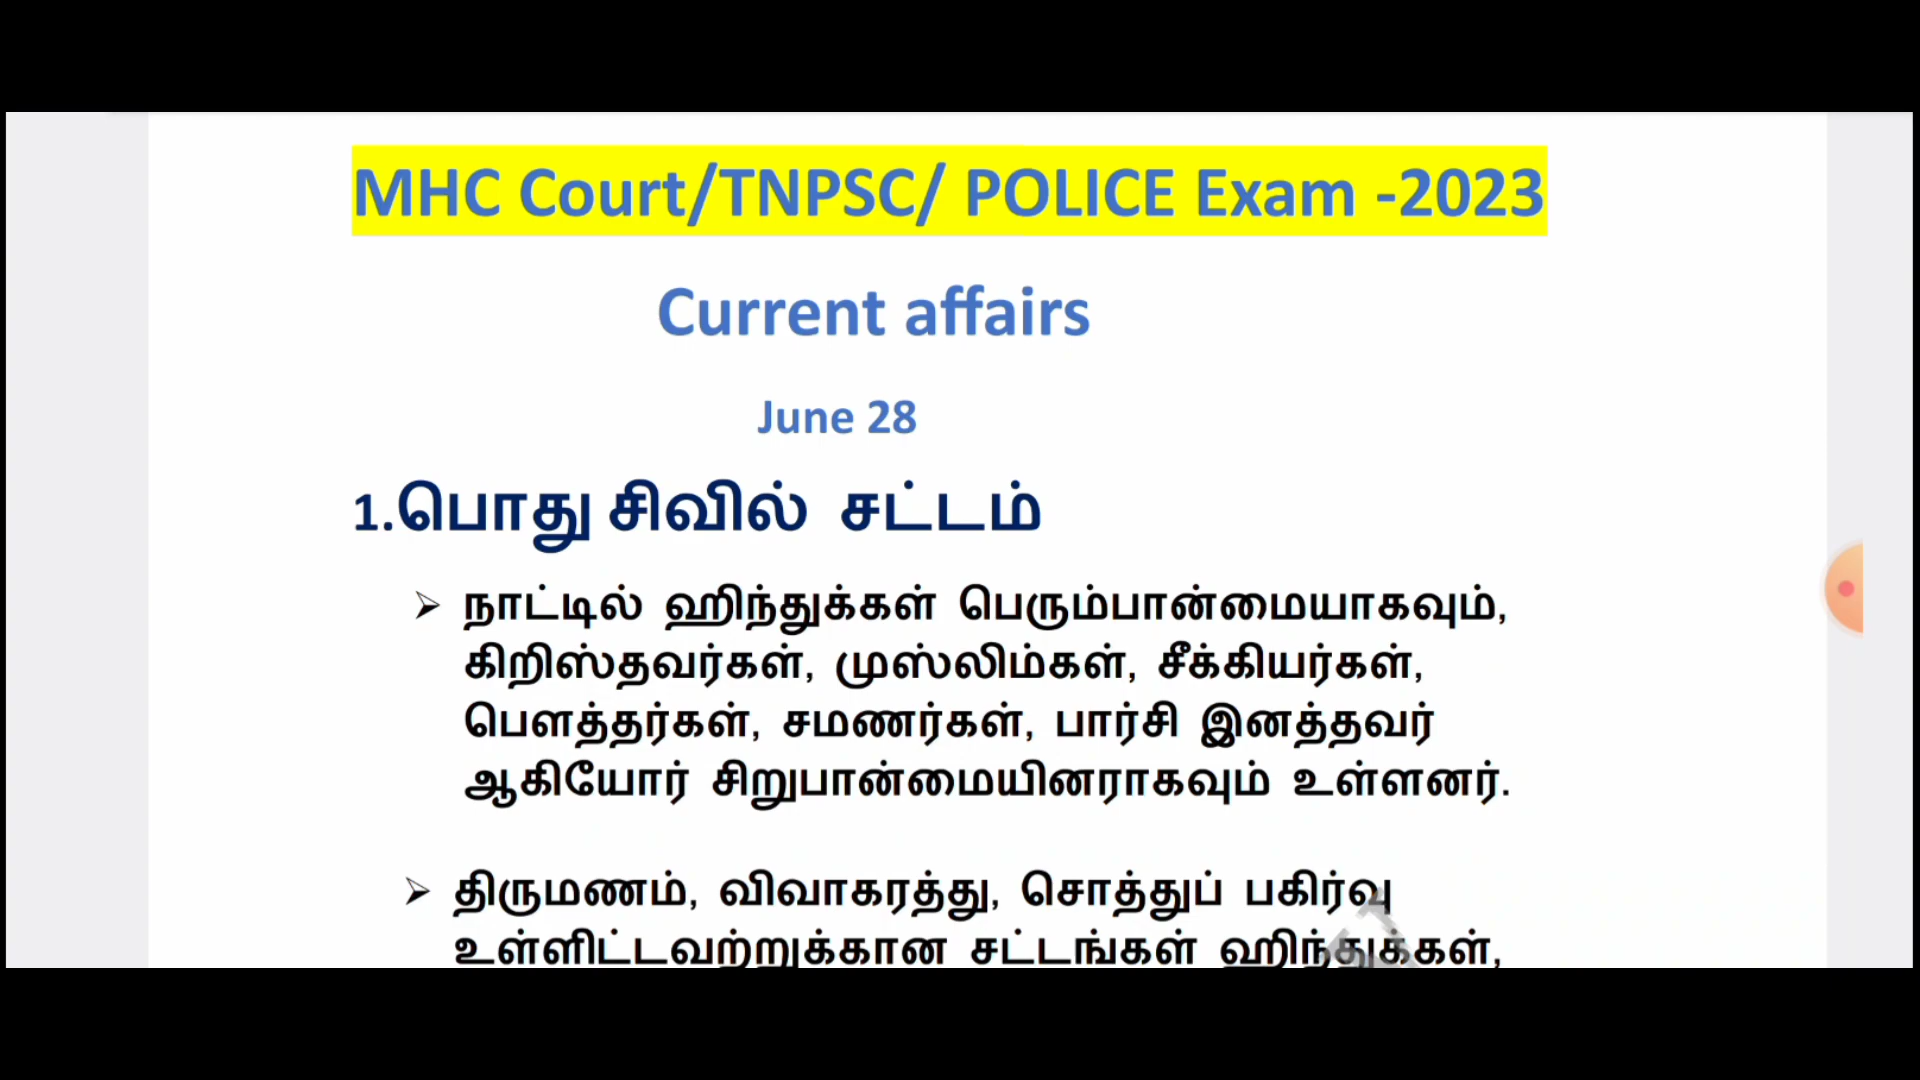 MHC Court/TNPSC/ POLICE Exam -2023
Current affairs
June 28
1.பொது சிவில் சட்டம்
➢ நாட்டில் ஹிந்துக்கள் பெரும்பான்மையாகவும்,
கிறிஸ்தவர்கள், முஸ்லிம்கள், சீக்கியர்கள்,
பௌத்தர்கள், சமணர்கள், பார்சி இனத்தவர்
ஆகியோர் சிறுபான்மையினராகவும் உள்ளனர்.
➢ திருமணம், விவாகரத்து, சொத்துப் பகிர்வு
உள்ளிட்டவற்றுக்கான சட்டங்கள் ஹிந்துக்கள்,